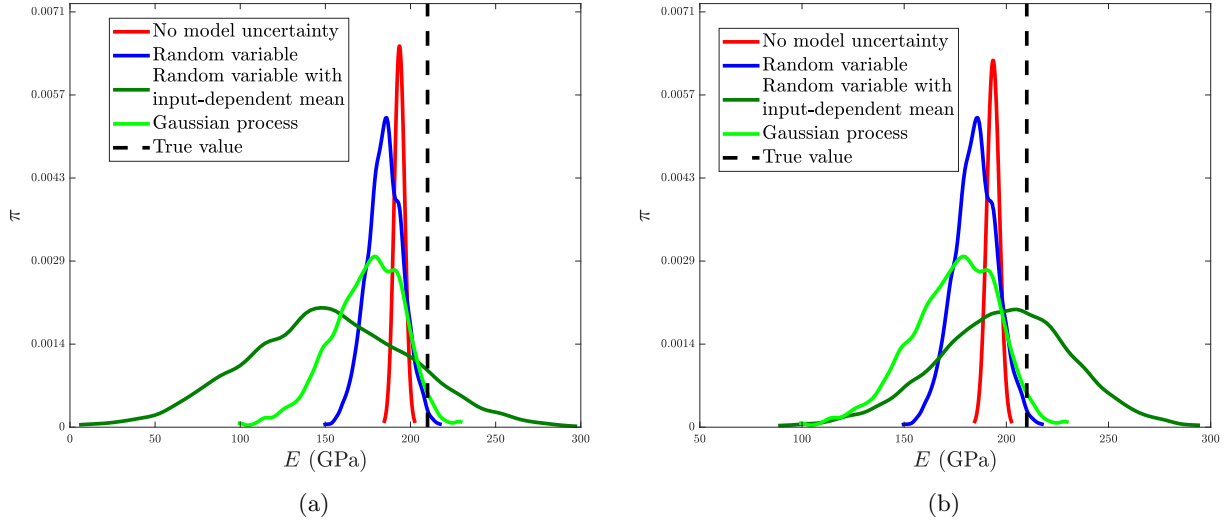 0.0071
0.0057
0.0043
0.0029
0.0014
0
π
No model uncertainty
Random variable
Random variable with
input-dependent mean
Gaussian process
True value
0 50 100 150 200 250 300
E (GPa)
(a)
0.0071
0.0057
0.0043
0.0029
0.0014
0
π
No model uncertainty
Random variable
Random variable with
input-dependent mean
Gaussian process
True value
50 100 150 200 250 300
E (GPa)
(b)